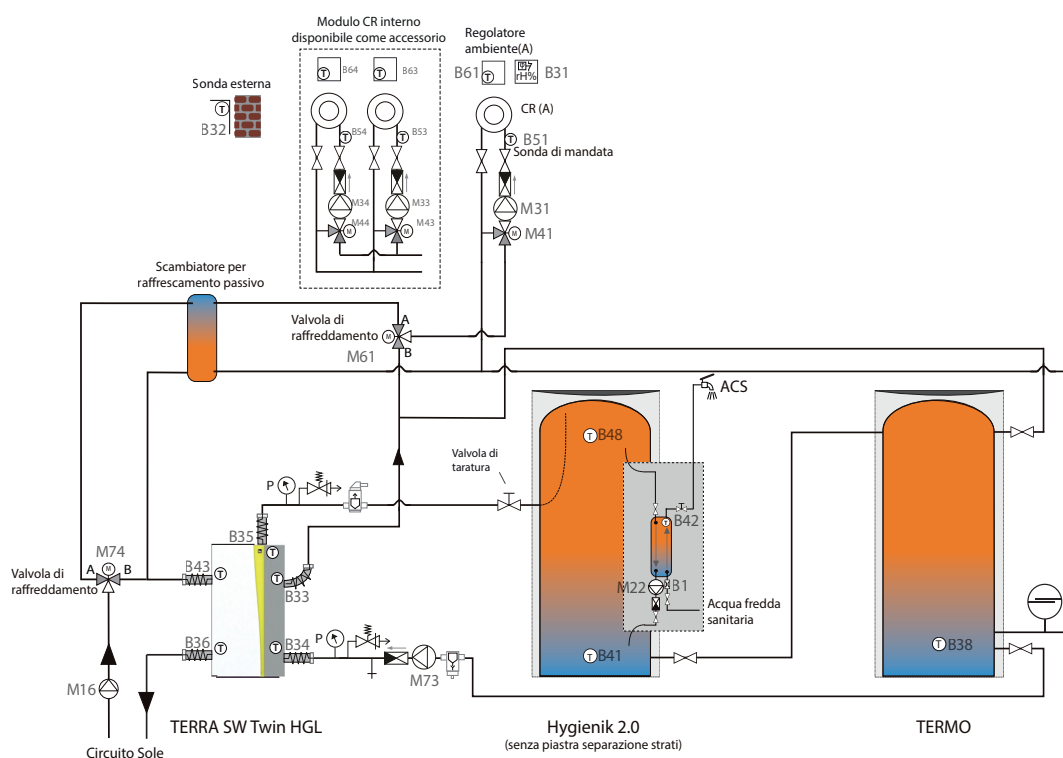 Modulo CR interno
disponibile come accessorio
Regolatore
ambiente(A)
T
B64
T
B63
B61
T
rH%
B31
Sonda esterna
T
B32
CR (A)
T
B54
T
B53
T
B51
Sonda di mandata
M34
M33
M31
M44
M
M43
M
M41
M
Scambiatore per
raffrescamento passivo
Valvola di
raffreddamento
M
A
B
M61
ACS
T
B48
Valvola di
taratura
P
B35
T
T
B42
M74
M
A
B
Valvola di
raffreddamento
B43
T
T
B33
M22
B1
Acqua fredda
sanitaria
B36
T
T
B34
P
M73
T
B41
T
B38
M16
TERRA SW Twin HGL
Hygienik 2.0
(senza piastra separazione strati)
TERMO
Circuito Sole